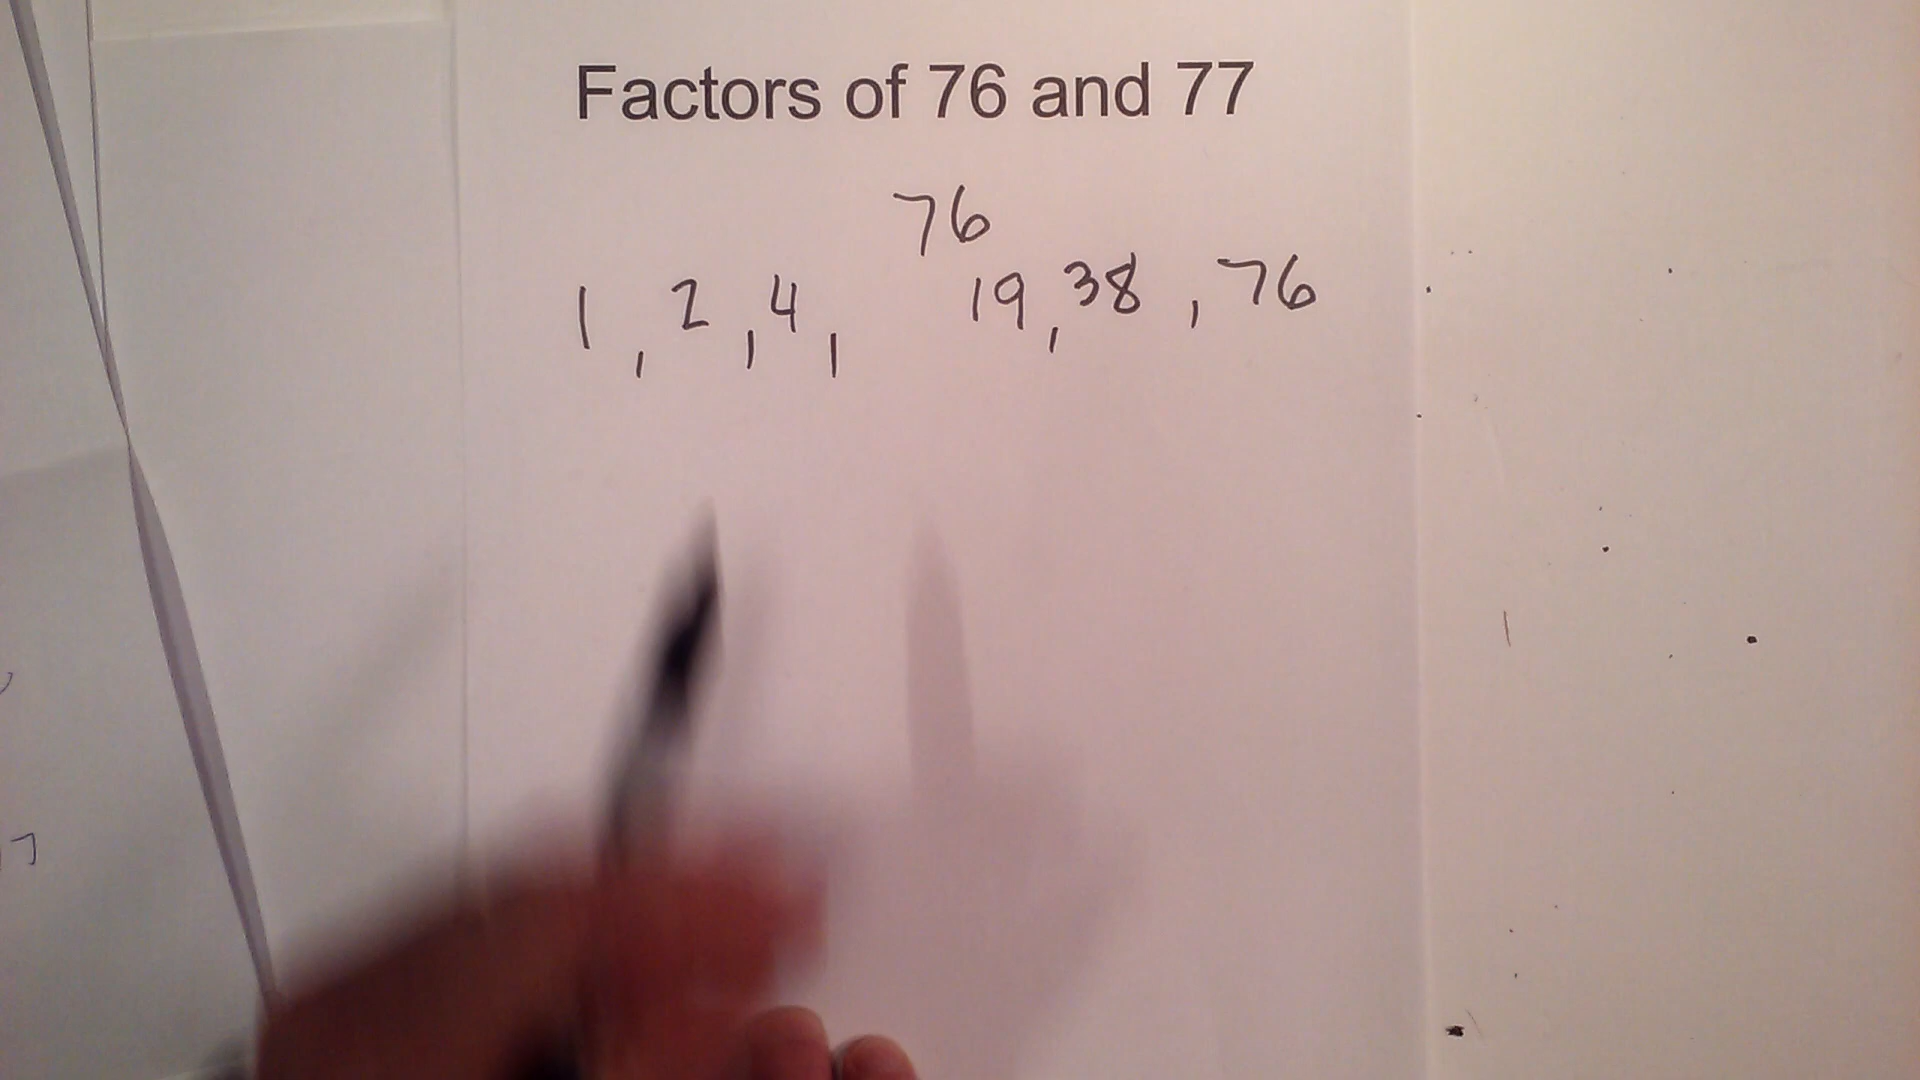 Factors of 76 and 77
76
1, 2, 4, 19, 38, 76